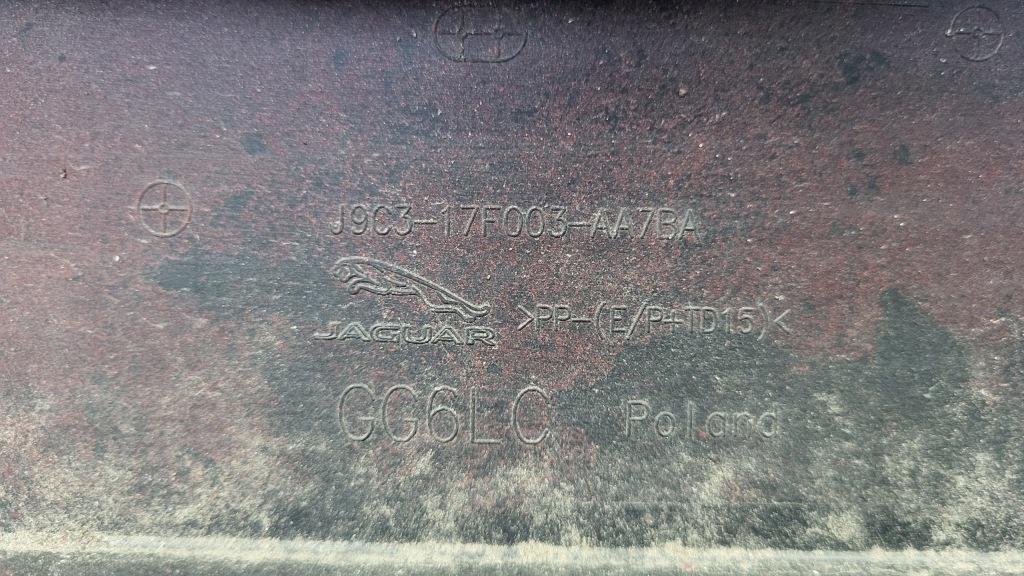 J9C3-17F003-AA7BA
JAGUAR >PP-(E/P+TD15)<
GG6LC Poland